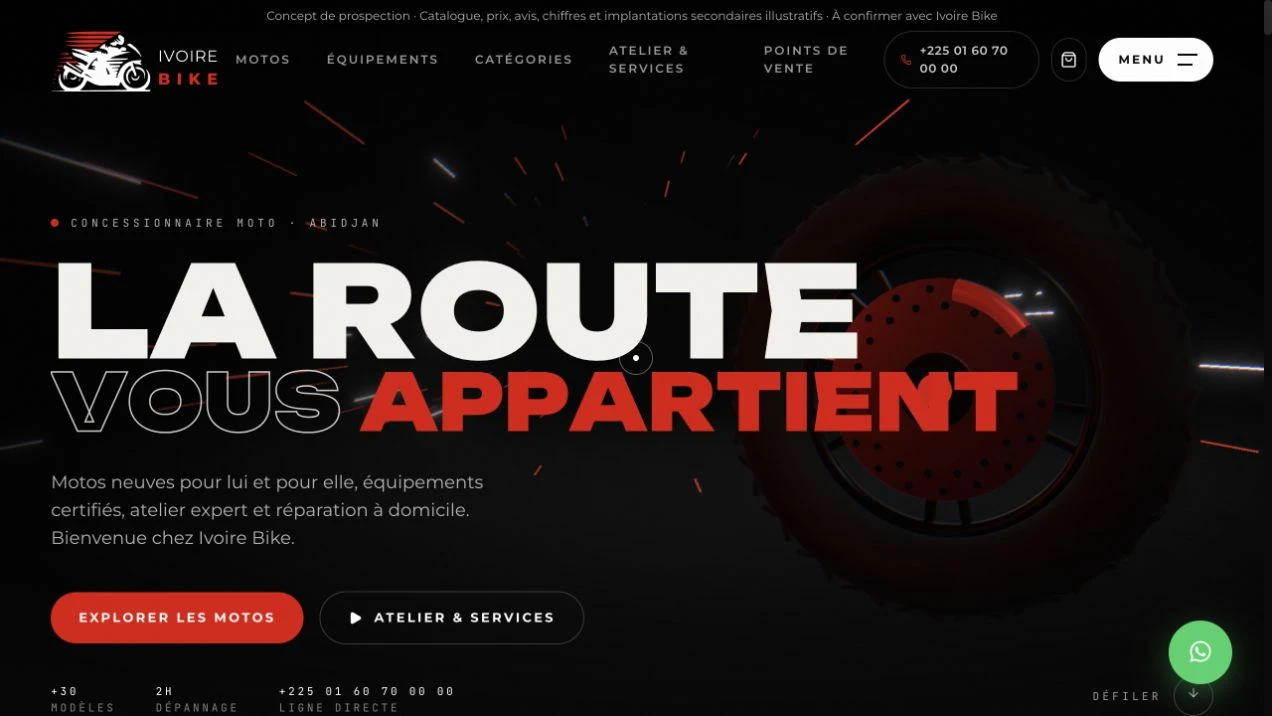 Concept de prospection · Catalogue, prix, avis, chiffres et implantations secondaires illustratifs · À confirmer avec Ivoire Bike
IVOIRE
BIKE
MOTOS
ÉQUIPEMENTS
CATÉGORIES
ATELIER &
SERVICES
POINTS DE
VENTE
+225 01 60 70
00 00
MENU
CONCESSIONNAIRE MOTO · ABIDJAN
LA ROUTE
VOUS APPARTIENT
Motos neuves pour lui et pour elle, équipements
certifiés, atelier expert et réparation à domicile.
Bienvenue chez Ivoire Bike.
EXPLORER LES MOTOS
ATELIER & SERVICES
+30
MODÈLES
2H
DÉPANNAGE
+225 01 60 70 00 00
LIGNE DIRECTE
DÉFILER